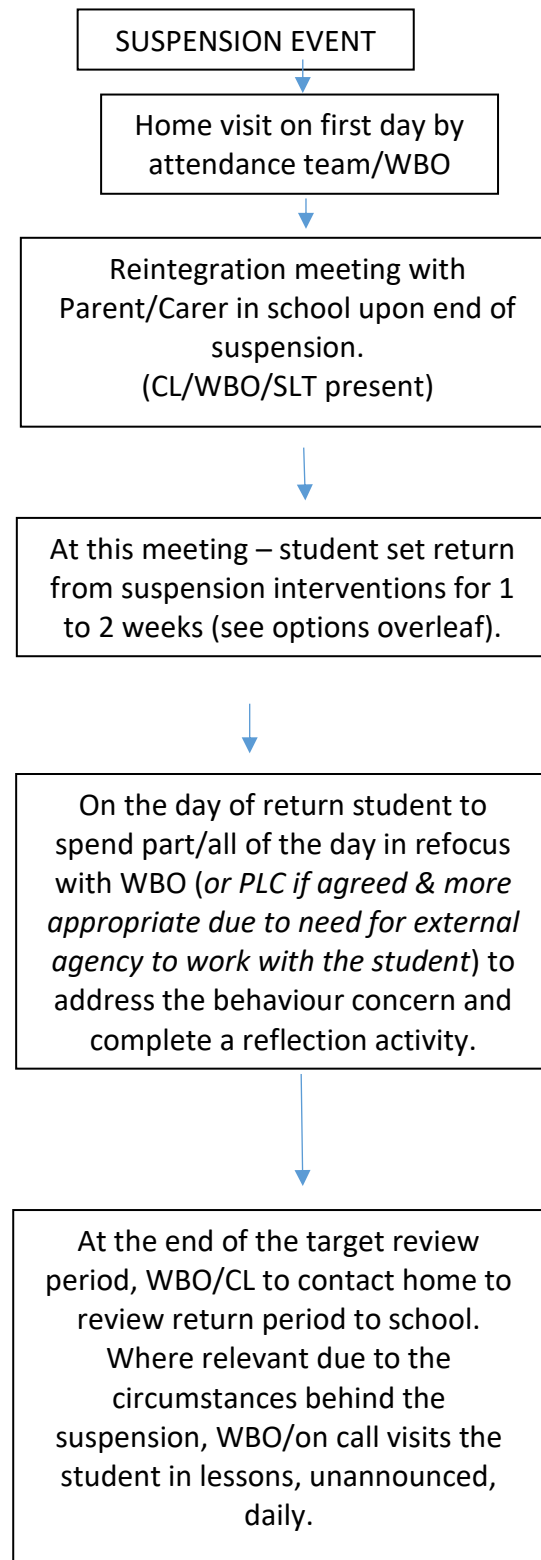 SUSPENSION EVENT
Home visit on first day by
attendance team/WBO
Reintegration meeting with
Parent/Carer in school upon end of
suspension.
(CL/WBO/SLT present)
At this meeting – student set return
from suspension interventions for 1
to 2 weeks (see options overleaf).
On the day of return student to
spend part/all of the day in refocus
with WBO (or PLC if agreed & more
appropriate due to need for external
agency to work with the student) to
address the behaviour concern and
complete a reflection activity.
At the end of the target review
period, WBO/CL to contact home to
review return period to school.
Where relevant due to the
circumstances behind the
suspension, WBO/on call visits the
student in lessons, unannounced,
daily.